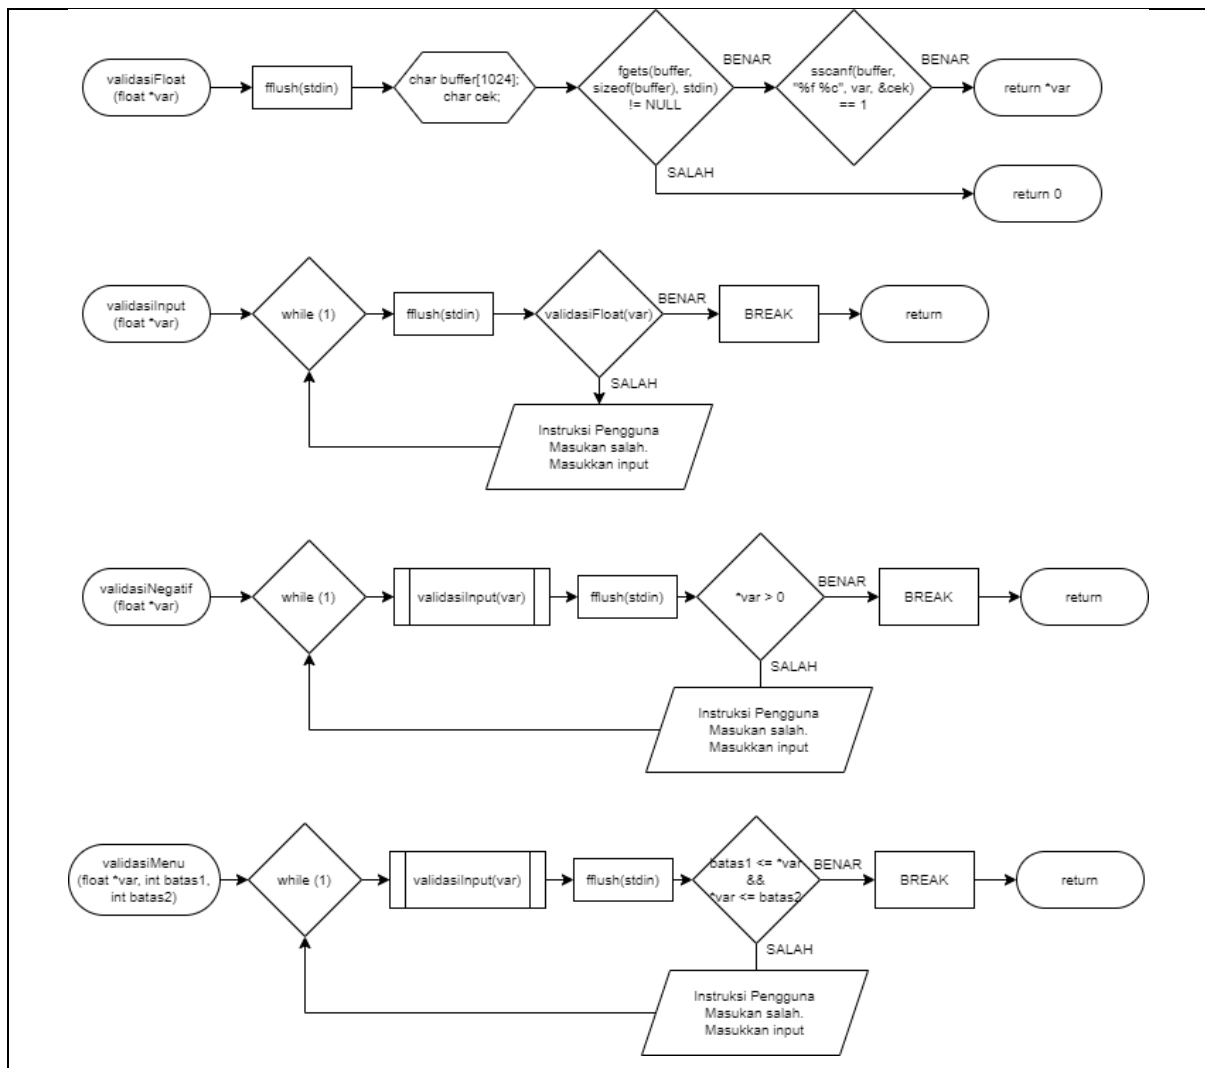 validasiFloat
(float *var)
fflush(stdin)
char buffer[1024];
char cek;
fgets(buffer,
sizeof(buffer), stdin)
!= NULL
BENAR
sscanf(buffer,
"%f %c", var, &cek)
== 1
BENAR
return *var
SALAH
return 0
validasiInput
(float *var)
while (1)
fflush(stdin)
validasiFloat(var)
BENAR
BREAK
return
SALAH
Instruksi Pengguna
Masukan salah.
Masukkan input
validasiNegatif
(float *var)
while (1)
validasiInput(var)
fflush(stdin)
*var > 0
BENAR
BREAK
return
SALAH
Instruksi Pengguna
Masukan salah.
Masukkan input
validasiMenu
(float *var, int batas1,
int batas2)
while (1)
validasiInput(var)
fflush(stdin)
batas1 <= *var
&&
*var <= batas2
BENAR
BREAK
return
SALAH
Instruksi Pengguna
Masukan salah.
Masukkan input